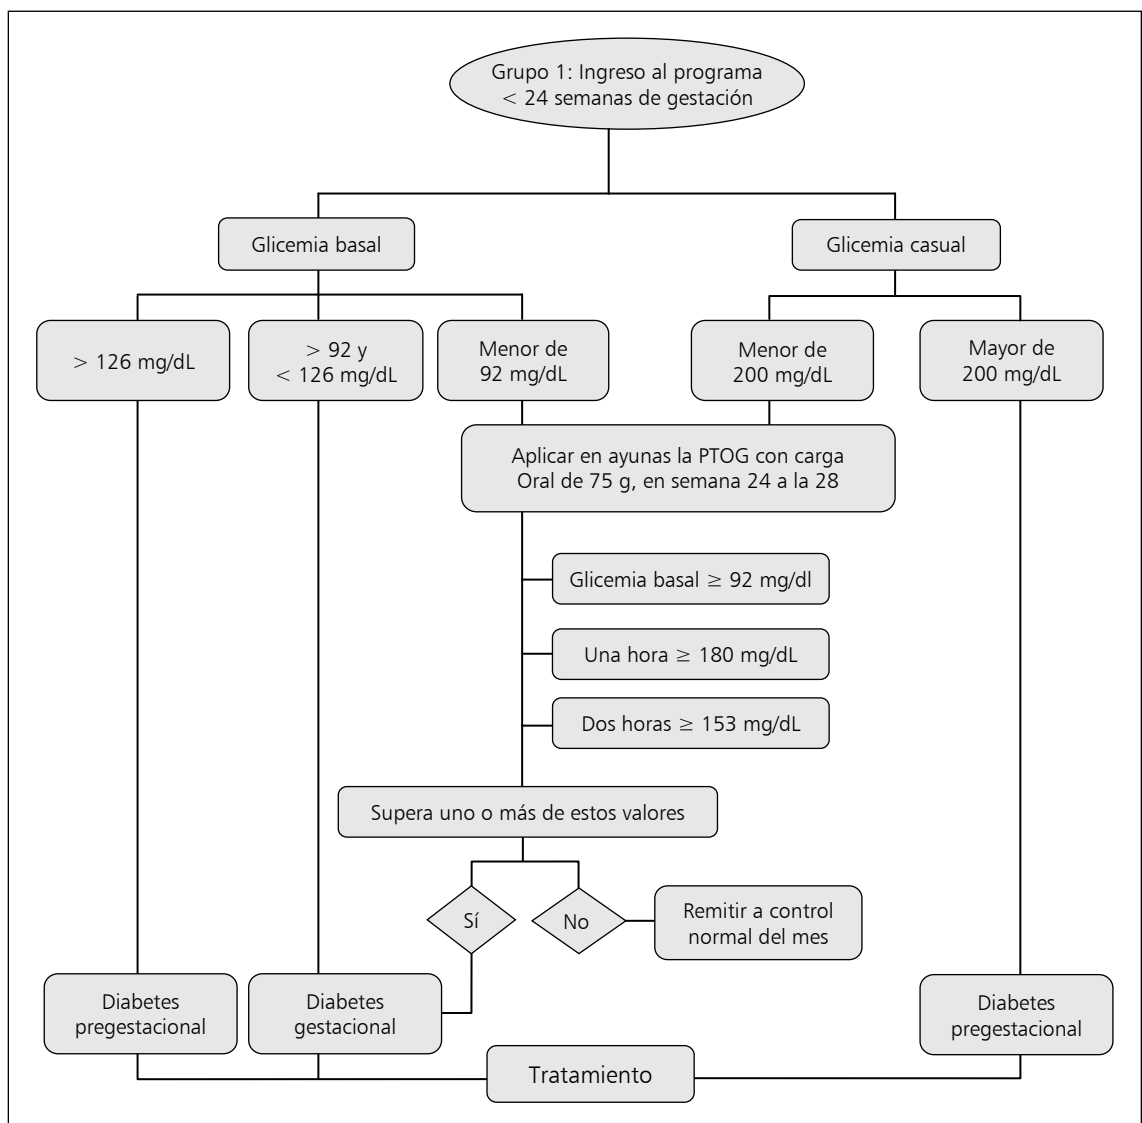 Grupo 1: Ingreso al programa
< 24 semanas de gestación
Glicemia basal
Glicemia casual
> 126 mg/dL
> 92 y
< 126 mg/dL
Menor de
92 mg/dL
Menor de
200 mg/dL
Mayor de
200 mg/dL
Aplicar en ayunas la PTOG con carga
Oral de 75 g, en semana 24 a la 28
Glicemia basal ≥ 92 mg/dl
Una hora ≥ 180 mg/dL
Dos horas ≥ 153 mg/dL
Supera uno o más de estos valores
Sí
No
Remitir a control
normal del mes
Diabetes
pregestacional
Diabetes
gestacional
Diabetes
pregestacional
Tratamiento